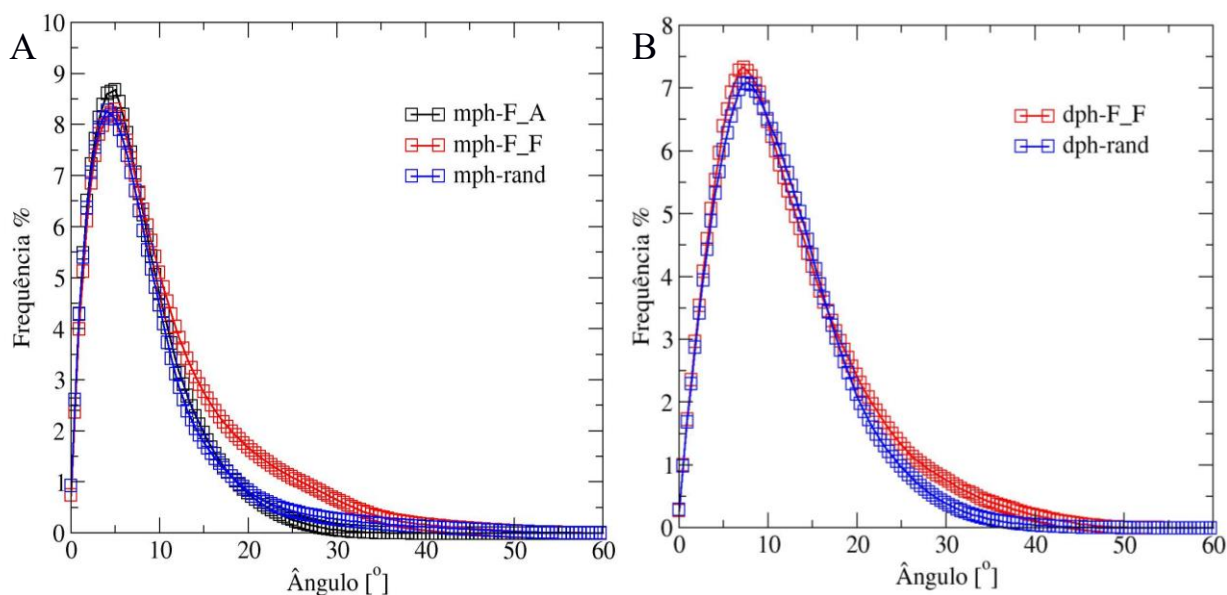 A
10
9
8
7
6
5
4
3
2
1
0
Frequência %
mph-F_A
mph-F_F
mph-rand
0 10 20 30 40 50 60
Ângulo [º]
B
8
7
6
5
4
3
2
1
0
Frequência %
dph-F_F
dph-rand
0 10 20 30 40 50 60
Ângulo [º]